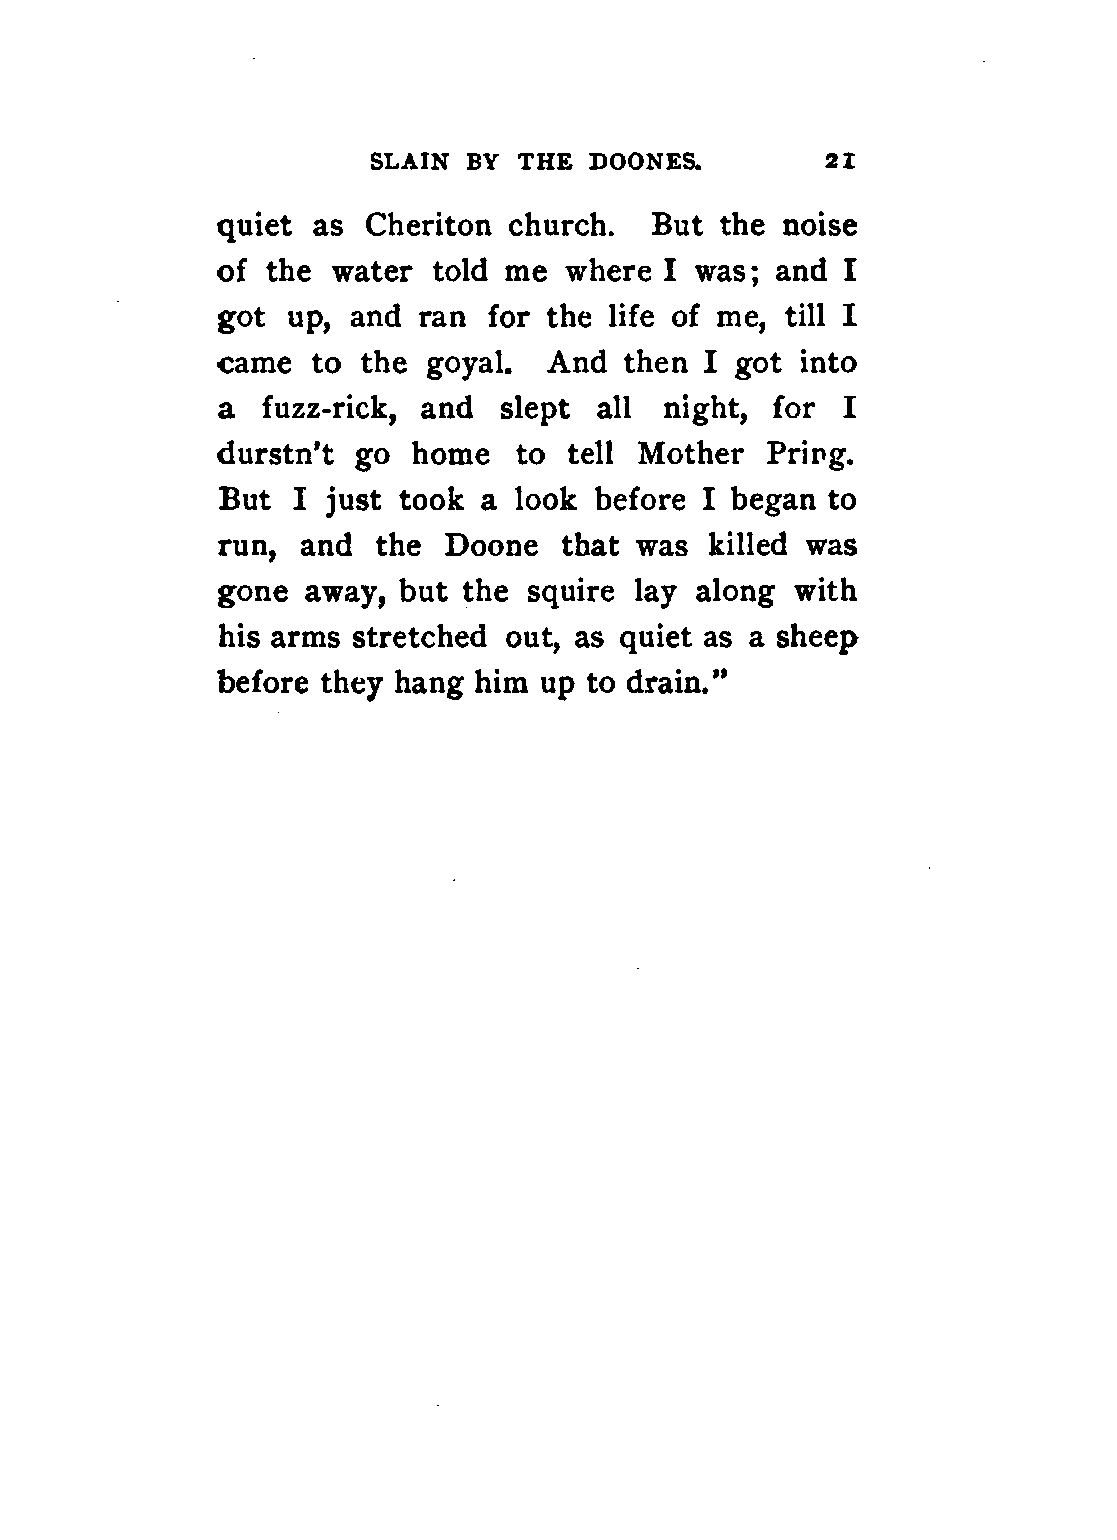 SLAIN BY THE DOONES. 21
quiet as Cheriton church. But the noise
of the water told me where I was; and I
got up, and ran for the life of me, till I
came to the goyal. And then I got into
a fuzz-rick, and slept all night, for I
durstn't go home to tell Mother Pring.
But I just took a look before I began to
run, and the Doone that was killed was
gone away, but the squire lay along with
his arms stretched out, as quiet as a sheep
before they hang him up to drain."